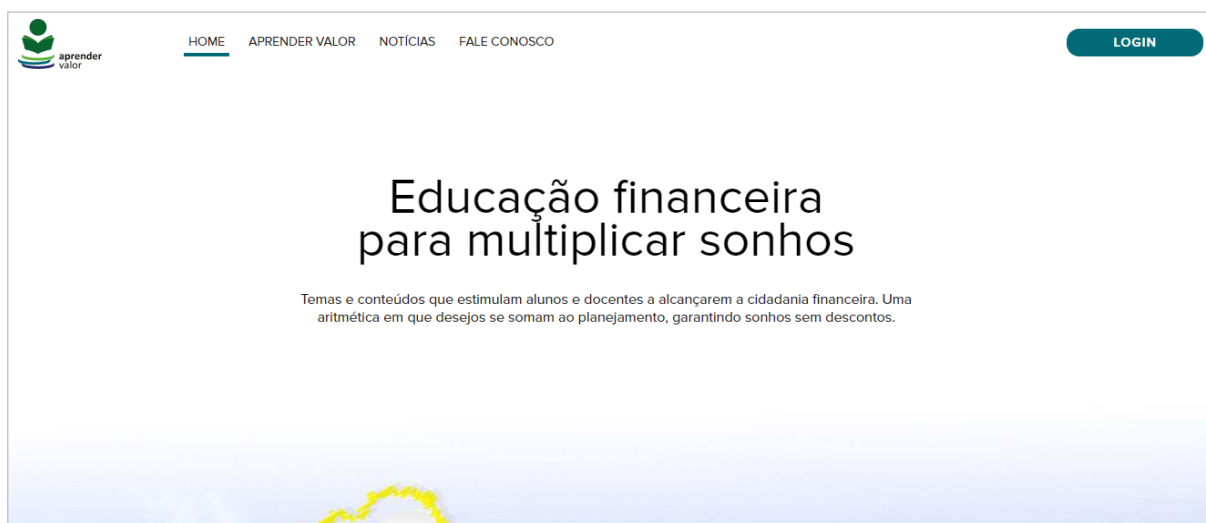 aprender
valor
HOME APRENDER VALOR NOTÍCIAS FALE CONOSCO
LOGIN
Educação financeira
para multiplicar sonhos
Temas e conteúdos que estimulam alunos e docentes a alcançarem a cidadania financeira. Uma
aritmética em que desejos se somam ao planejamento, garantindo sonhos sem descontos.